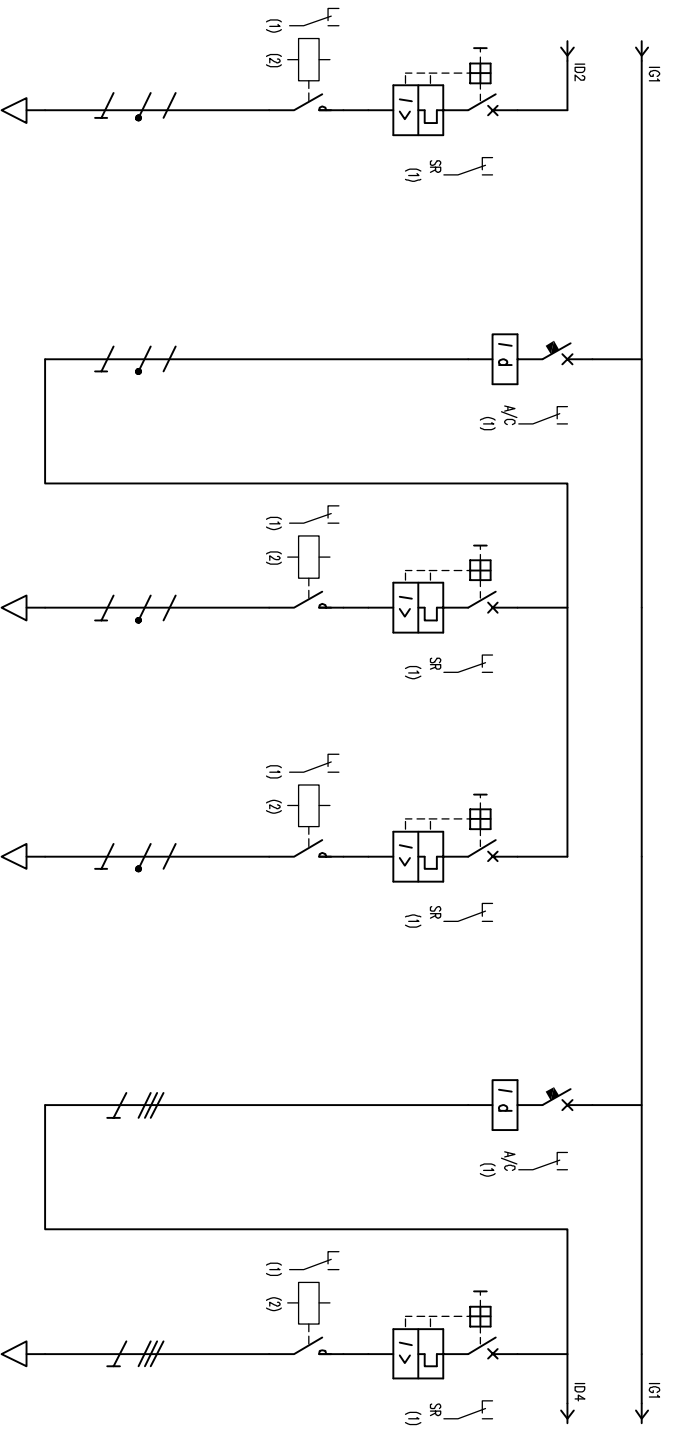 IG1
IG1
ID2
ID4
A/C
(1)
A/C
(1)
I d
I d
SR
(1)
SR
(1)
SR
(1)
SR
(1)
I >
I >
I >
I >
(1)
(2)
(1)
(2)
(1)
(2)
(1)
(2)